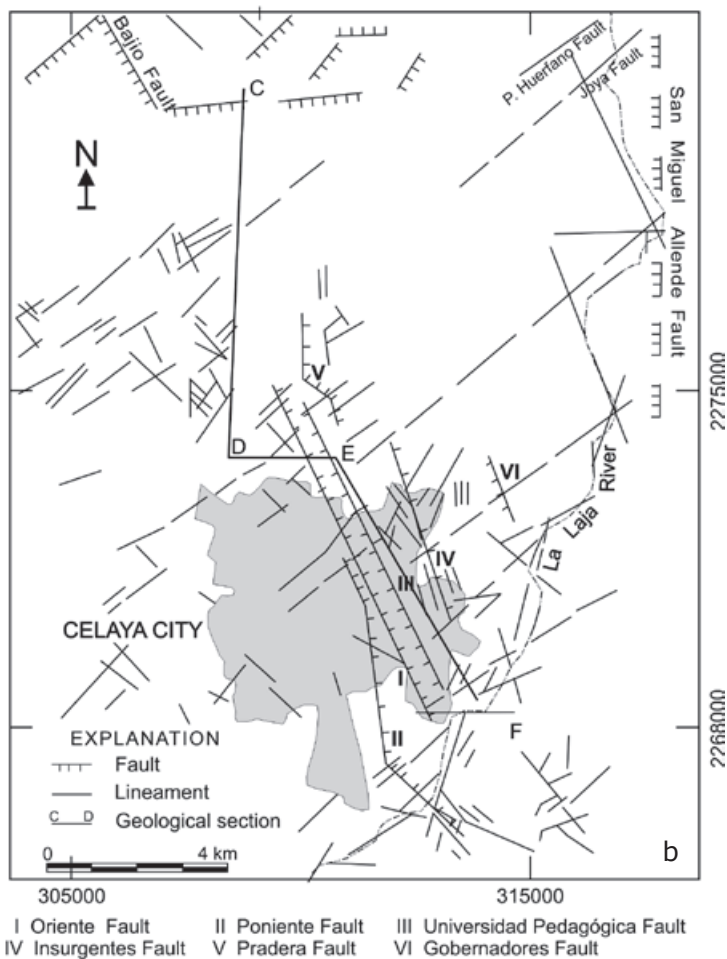 Bajio Fault
C
P. Huerfano Fault
Joya Fault
San Miguel Allende Fault
N
V
2275000
D
E
VI
La Laja River
IV
III
CELAYA CITY
I
II
F
2268000
EXPLANATION
Fault
Lineament
C D Geological section
0 4 km
b
305000 315000
I Oriente Fault II Poniente Fault III Universidad Pedagógica Fault
IV Insurgentes Fault V Pradera Fault VI Gobernadores Fault